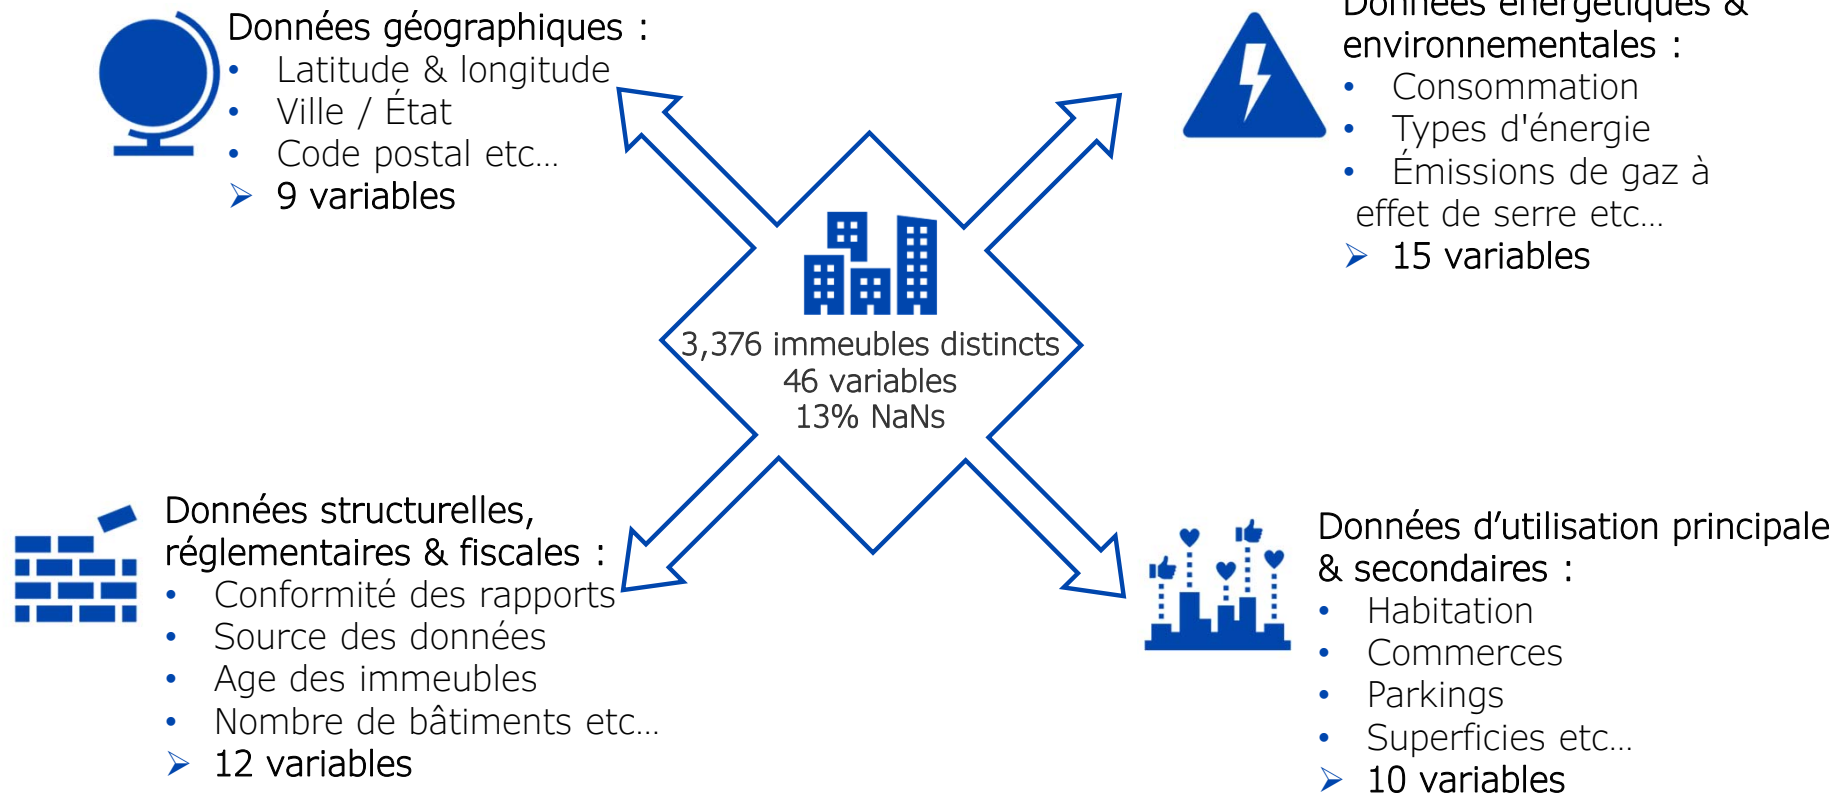 Données géographiques :
• Latitude & longitude
• Ville / État
• Code postal etc...
➢ 9 variables
Données énergétiques &
environnementales :
• Consommation
• Types d'énergie
• Émissions de gaz à
effet de serre etc...
➢ 15 variables
3,376 immeubles distincts
46 variables
13% NaNs
Données structurelles,
réglementaires & fiscales :
• Conformité des rapports
• Source des données
• Age des immeubles
• Nombre de bâtiments etc...
➢ 12 variables
Données d’utilisation principale
& secondaires :
• Habitation
• Commerces
• Parkings
• Superficies etc...
➢ 10 variables